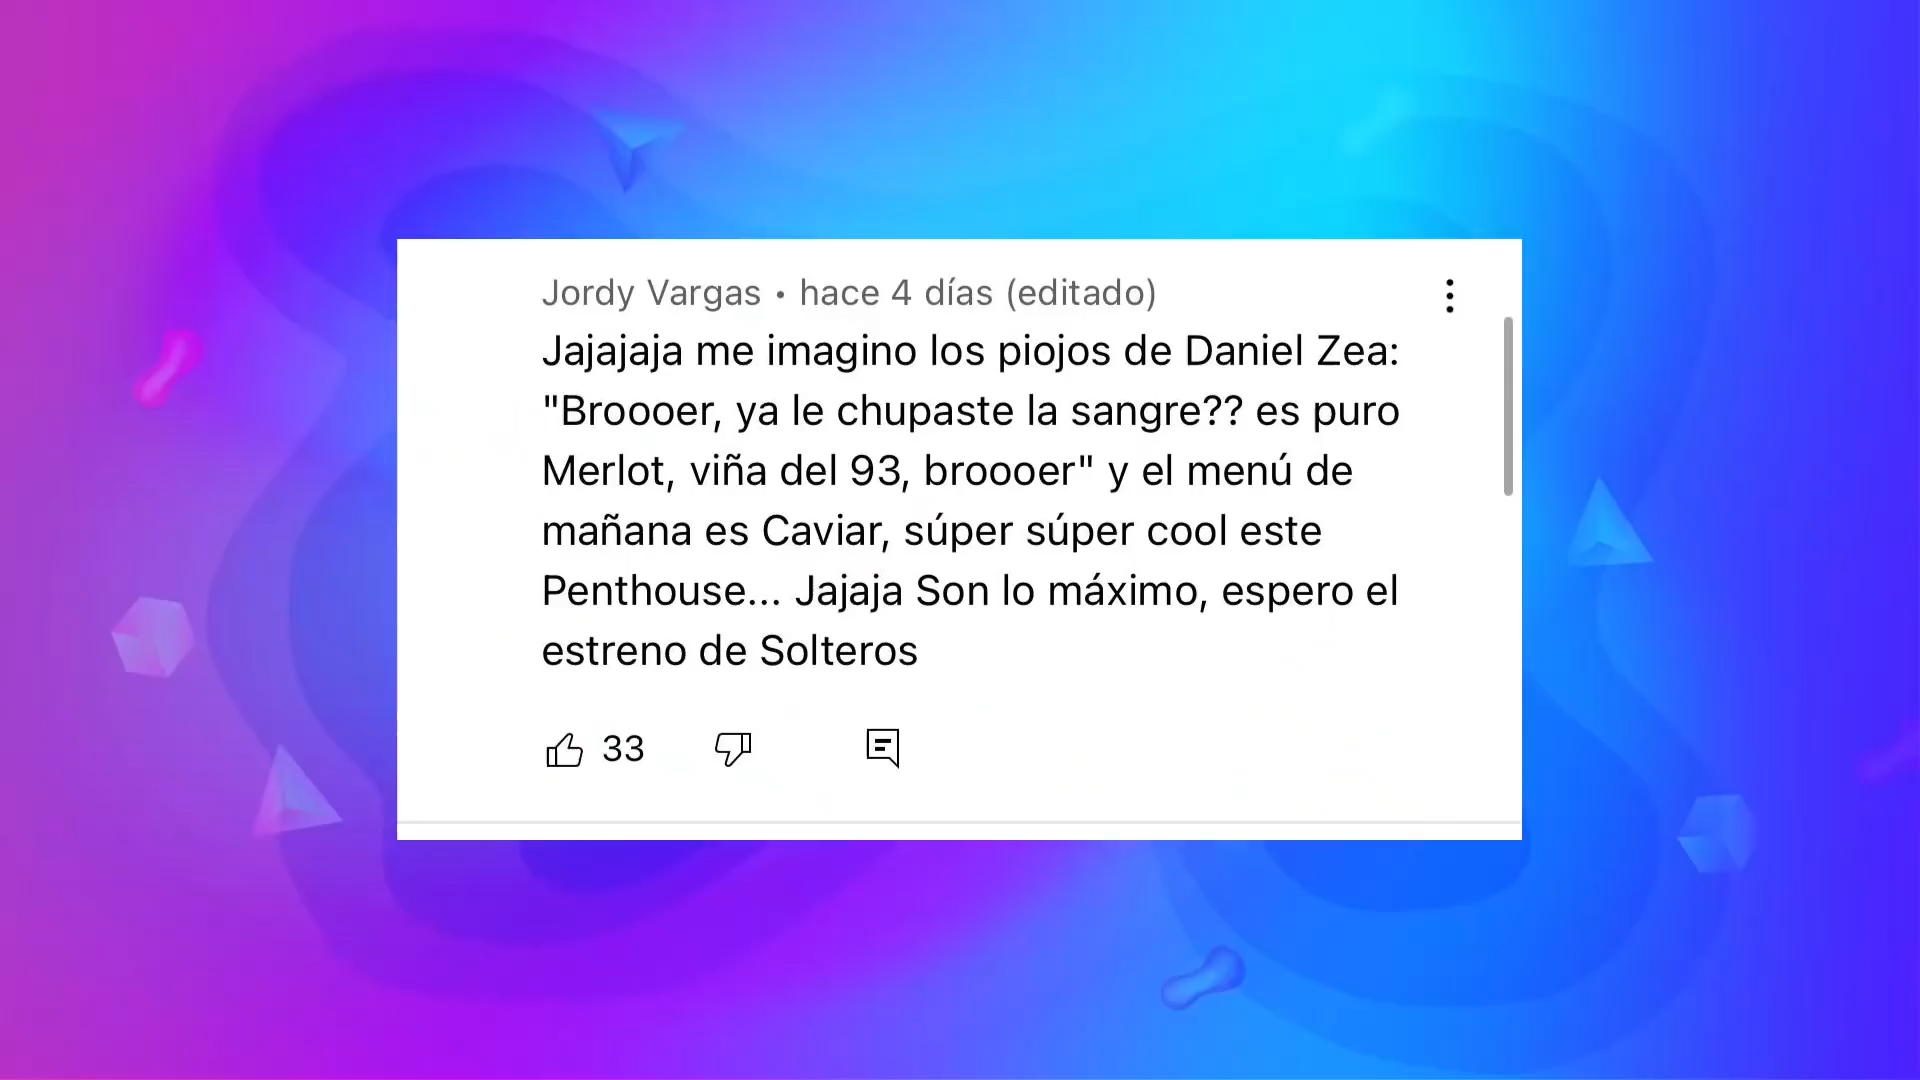 Jordy Vargas • hace 4 días (editado)
Jajajaja me imagino los piojos de Daniel Zea:
"Broooer, ya le chupaste la sangre?? es puro
Merlot, viña del 93, broooer" y el menú de
mañana es Caviar, súper súper cool este
Penthouse... Jajaja Son lo máximo, espero el
estreno de Solteros
33